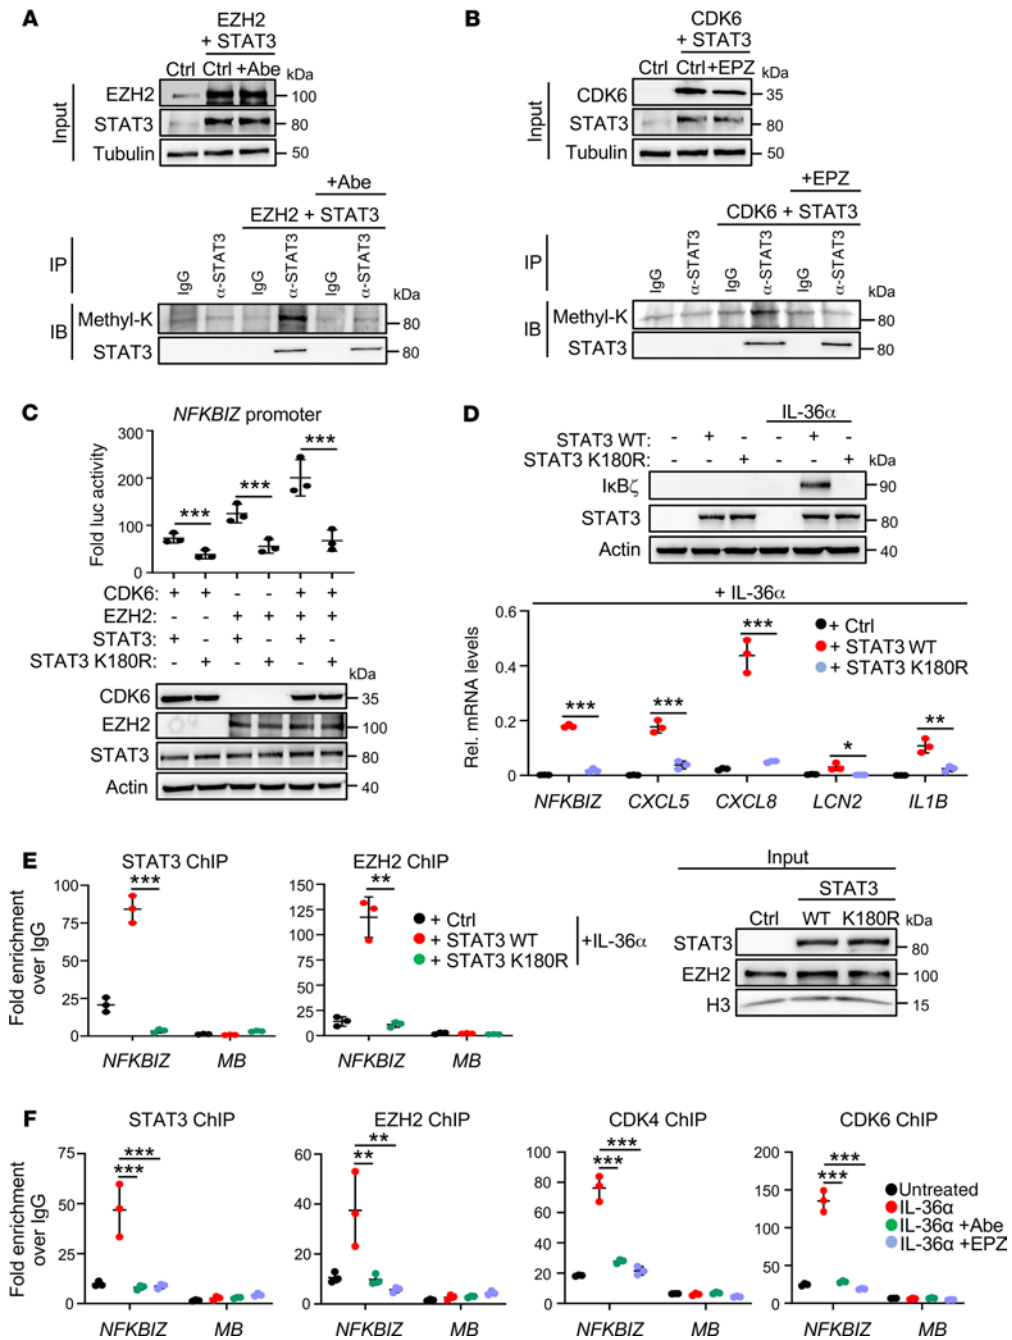 A
EZH2
+ STAT3
Ctrl Ctrl +Abe kDa
Input
EZH2 100
STAT3 80
Tubulin 50
+Abe
EZH2 + STAT3
IP
IgG α-STAT3 IgG α-STAT3 IgG α-STAT3
kDa
IB
Methyl-K 80
STAT3 80
B
CDK6
+ STAT3
Ctrl Ctrl +EPZ kDa
Input
CDK6 35
STAT3 80
Tubulin 50
+EPZ
CDK6 + STAT3
IP
IgG α-STAT3 IgG α-STAT3 IgG α-STAT3
kDa
IB
Methyl-K 80
STAT3 80
C
NFKBIZ promoter
Fold luc activity
300
200
100
0
*** *** ***
CDK6: + + - - + +
EZH2: - - + + + +
STAT3: + - + - + -
STAT3 K180R: - + - + - +
kDa
CDK6 35
EZH2 100
STAT3 80
Actin 40
D
IL-36α
STAT3 WT: - + - - + -
STAT3 K180R: - - + - - + kDa
IκBζ 90
STAT3 80
Actin 40
+ IL-36α
Rel. mRNA levels
0.6
0.4
0.2
0
*** *** *** * **
+ Ctrl
+ STAT3 WT
+ STAT3 K180R
NFKBIZ CXCL5 CXCL8 LCN2 IL1B
E
STAT3 ChIP
Fold enrichment
over IgG
100
75
50
25
0
***
NFKBIZ MB
EZH2 ChIP
150
125
100
75
50
25
0
**
NFKBIZ MB
+ Ctrl
+ STAT3 WT
+ STAT3 K180R
+IL-36α
Input
STAT3
Ctrl WT K180R kDa
STAT3 80
EZH2 100
H3 15
F
STAT3 ChIP
Fold enrichment
over IgG
75
50
25
0
***
***
NFKBIZ MB
EZH2 ChIP
60
40
20
0
**
**
NFKBIZ MB
CDK4 ChIP
100
80
60
40
20
0
***
***
NFKBIZ MB
CDK6 ChIP
200
150
100
50
0
***
***
NFKBIZ MB
Untreated
IL-36α
IL-36α +Abe
IL-36α +EPZ